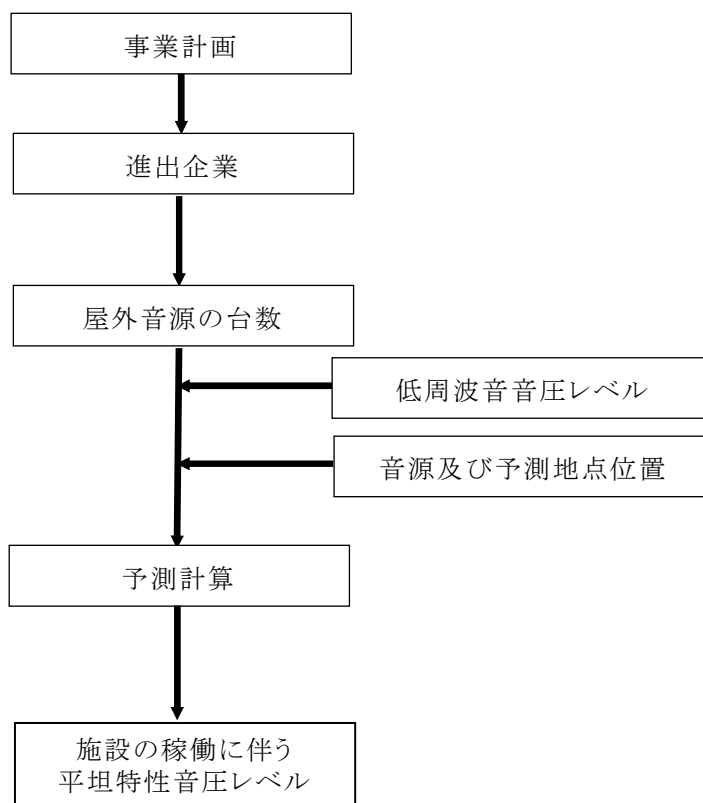 事業計画
進出企業
屋外音源の台数
低周波音音圧レベル
音源及び予測地点位置
予測計算
施設の稼働に伴う
平坦特性音圧レベル